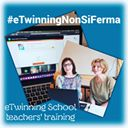 #eTwinningNonSiFerma
eTwinning School
teachers' training